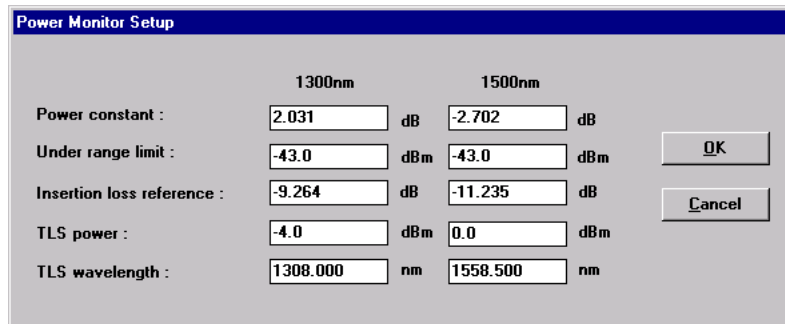 Power Monitor Setup
1300nm 1500nm
Power constant : 2.031 dB -2.702 dB
Under range limit : -43.0 dBm -43.0 dBm OK
Insertion loss reference : -9.264 dB -11.235 dB
Cancel
TLS power : -4.0 dBm 0.0 dBm
TLS wavelength : 1308.000 nm 1558.500 nm